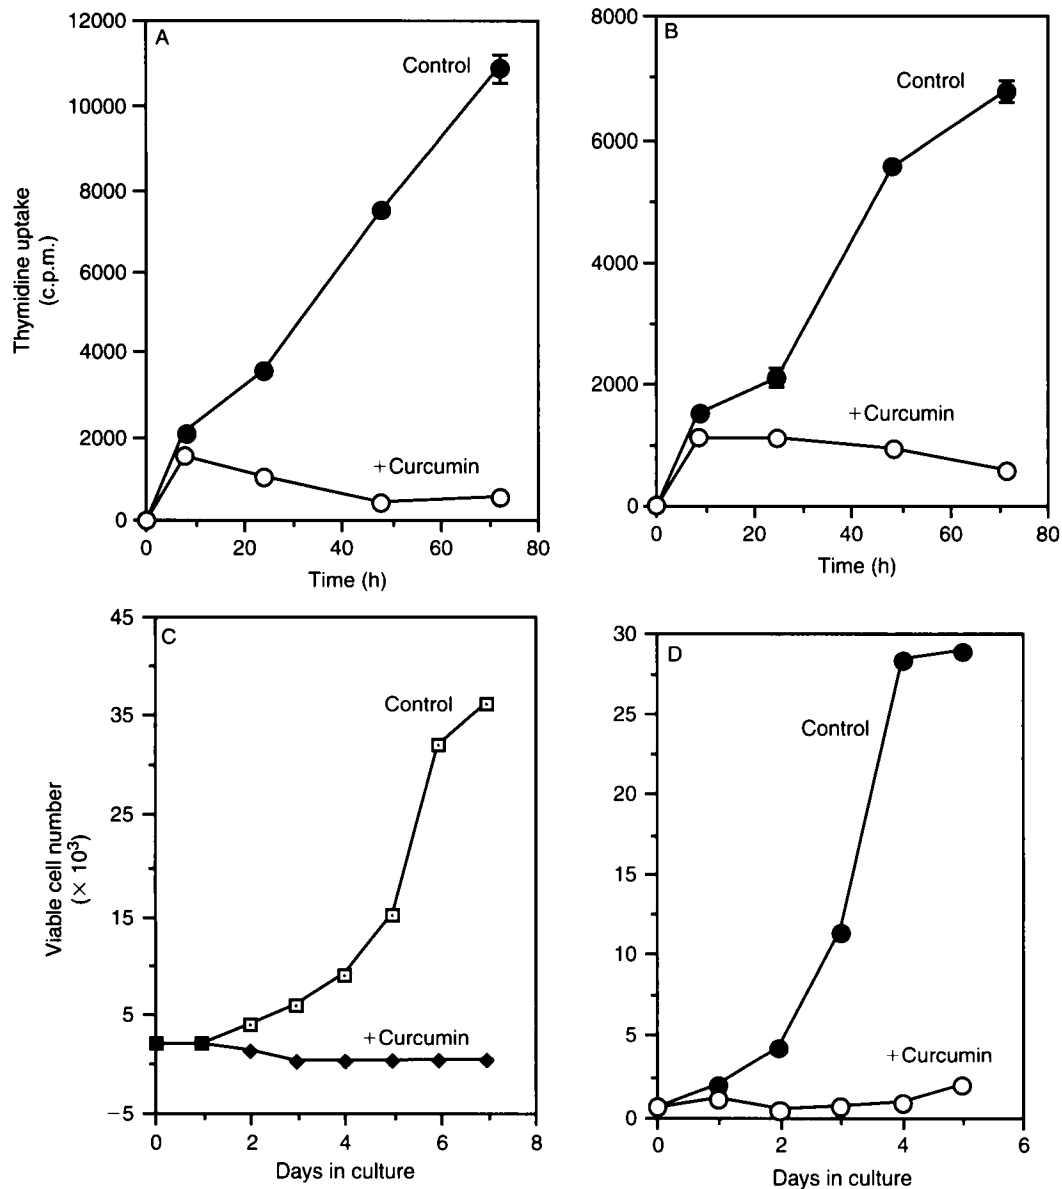 A
12000
10000
8000
6000
4000
2000
0
Thymidine uptake
(c.p.m.)
Control
+Curcumin
0 20 40 60 80
Time (h)
B
8000
6000
4000
2000
0
Control
+Curcumin
0 20 40 60 80
Time (h)
C
45
35
25
15
5
−5
Viable cell number
(× 10³)
Control
+Curcumin
0 2 4 6 8
Days in culture
D
30
25
20
15
10
5
0
Control
+Curcumin
0 2 4 6
Days in culture